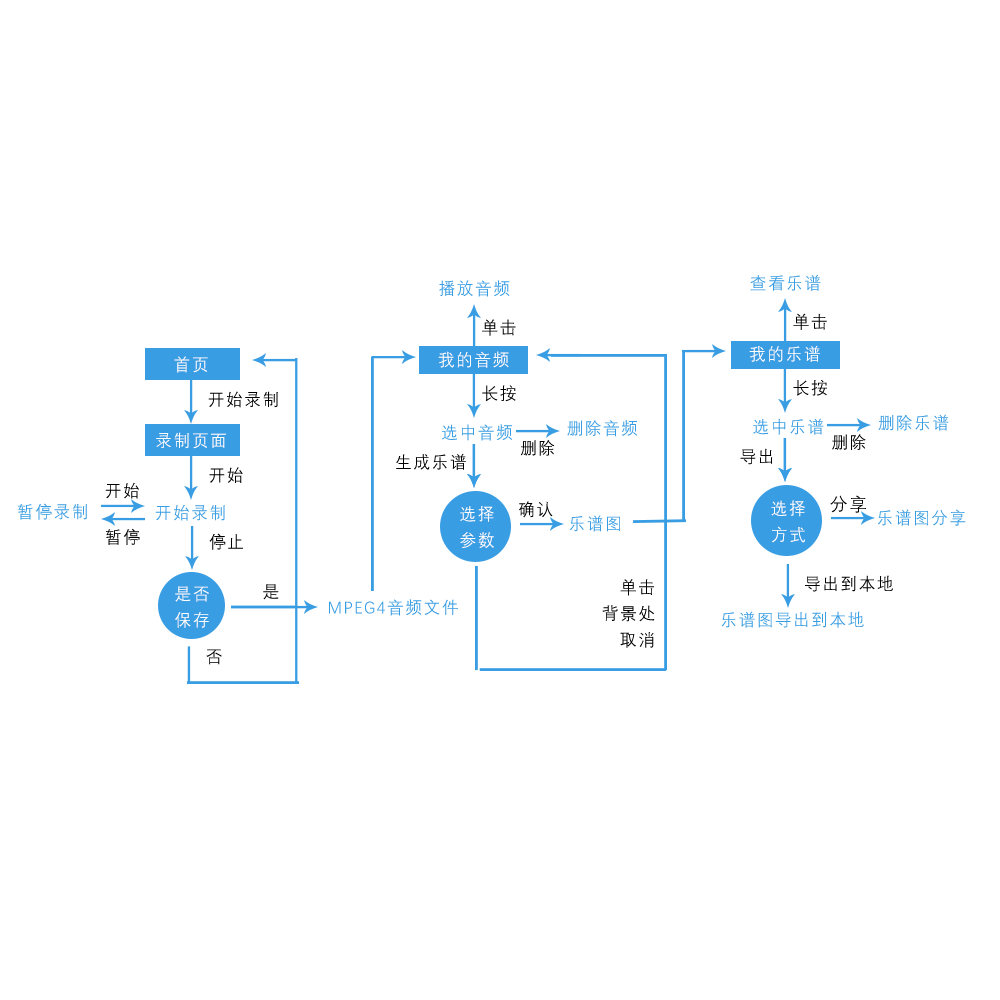 首页
开始录制
录制页面
开始
开始
暂停录制
开始录制
暂停
停止
是否
保存
是
否
MPEG4音频文件
播放音频
单击
我的音频
长按
选中音频
删除音频
删除
生成乐谱
选择
参数
确认
乐谱图
单击
背景处
取消
查看乐谱
单击
我的乐谱
长按
选中乐谱
删除乐谱
删除
导出
选择
方式
分享
乐谱图分享
导出到本地
乐谱图导出到本地